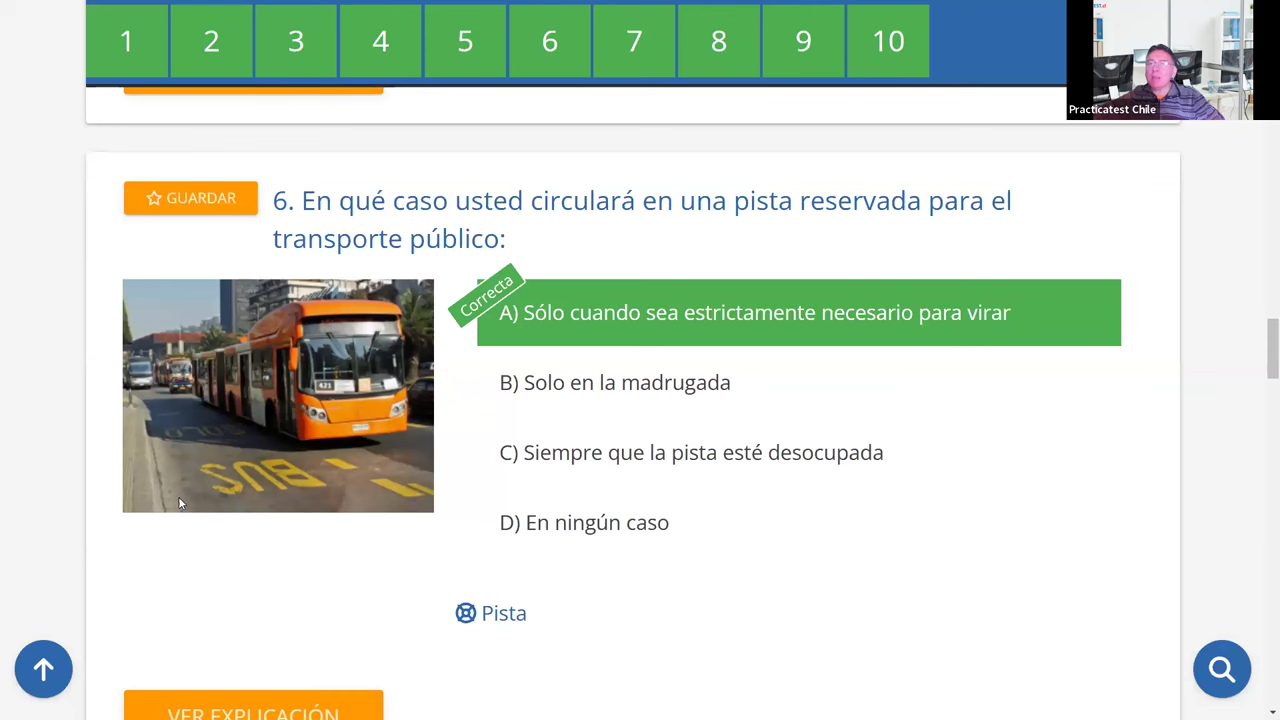 1 2 3 4 5 6 7 8 9 10
Practicatest Chile
GUARDAR
6. En qué caso usted circulará en una pista reservada para el
transporte público:
Correcta
A) Sólo cuando sea estrictamente necesario para virar
B) Solo en la madrugada
C) Siempre que la pista esté desocupada
D) En ningún caso
421
SOLO
BUS
Pista
VER EXPLICACIÓN